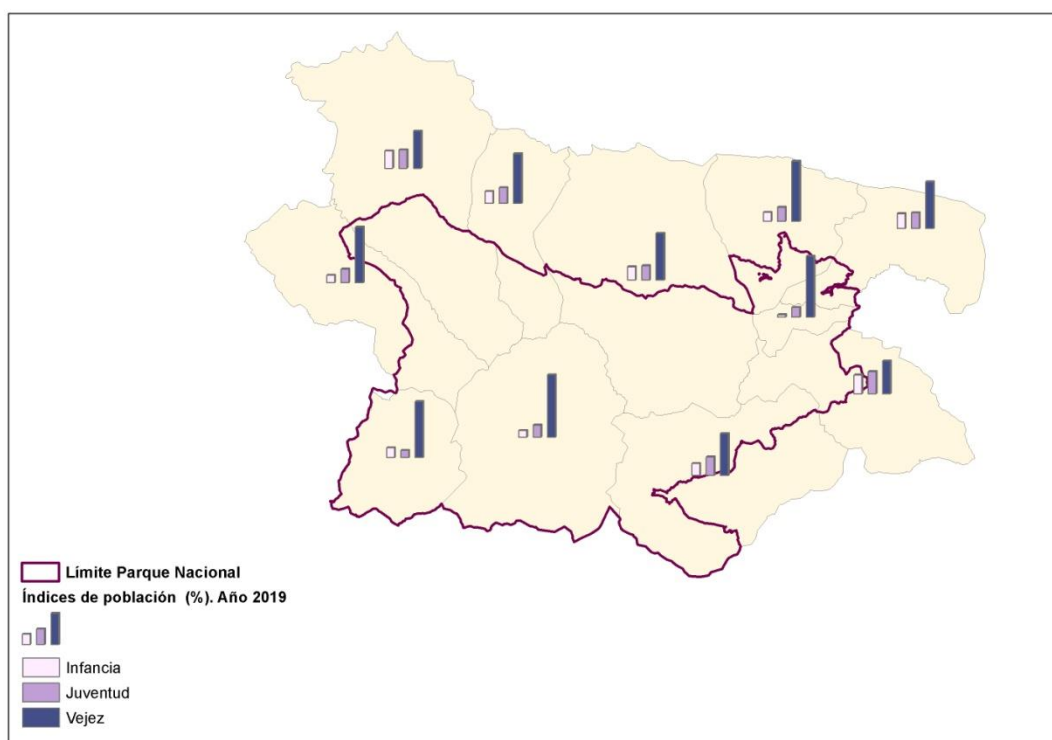 Límite Parque Nacional
Índices de población (%). Año 2019
Infancia
Juventud
Vejez